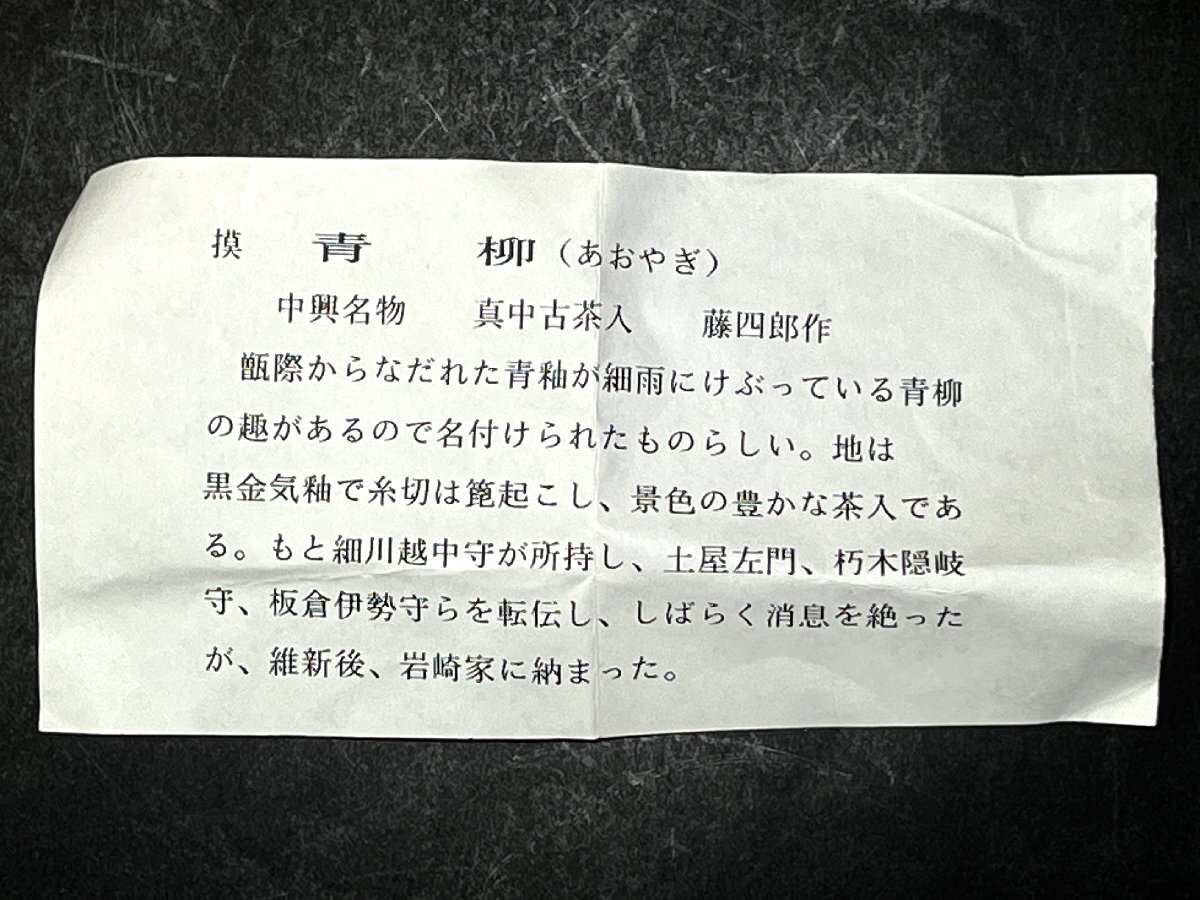 摸　青　柳（あおやぎ）
中興名物　真中古茶入　藤四郎作
甑際からなだれた青釉が細雨にけぶっている青柳
の趣があるので名付けられたものらしい。地は
黒金気釉で糸切は篦起こし、景色の豊かな茶入であ
る。もと細川越中守が所持し、土屋左門、朽木隠岐
守、板倉伊勢守らを転伝し、しばらく消息を絶った
が、維新後、岩崎家に納まった。